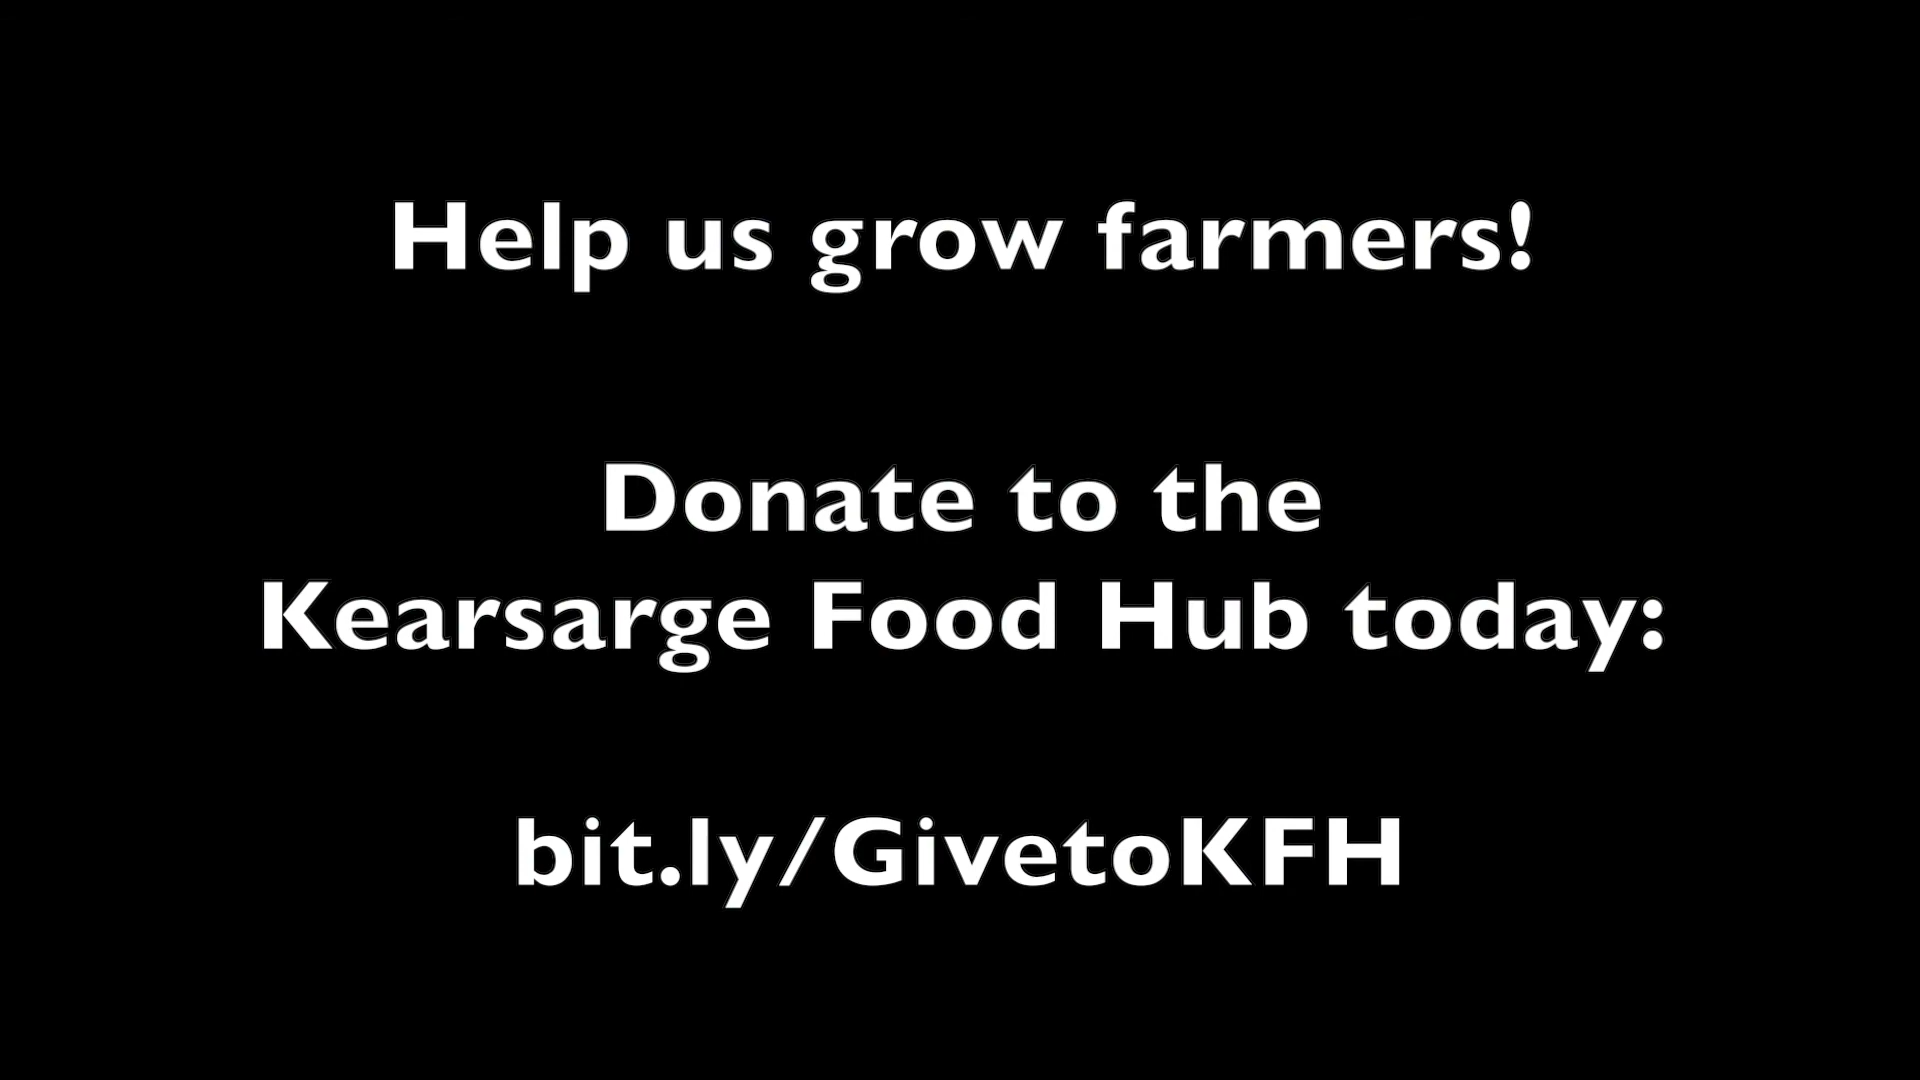 Help us grow farmers!
Donate to the
Kearsarge Food Hub today:
bit.ly/GivetoKFH